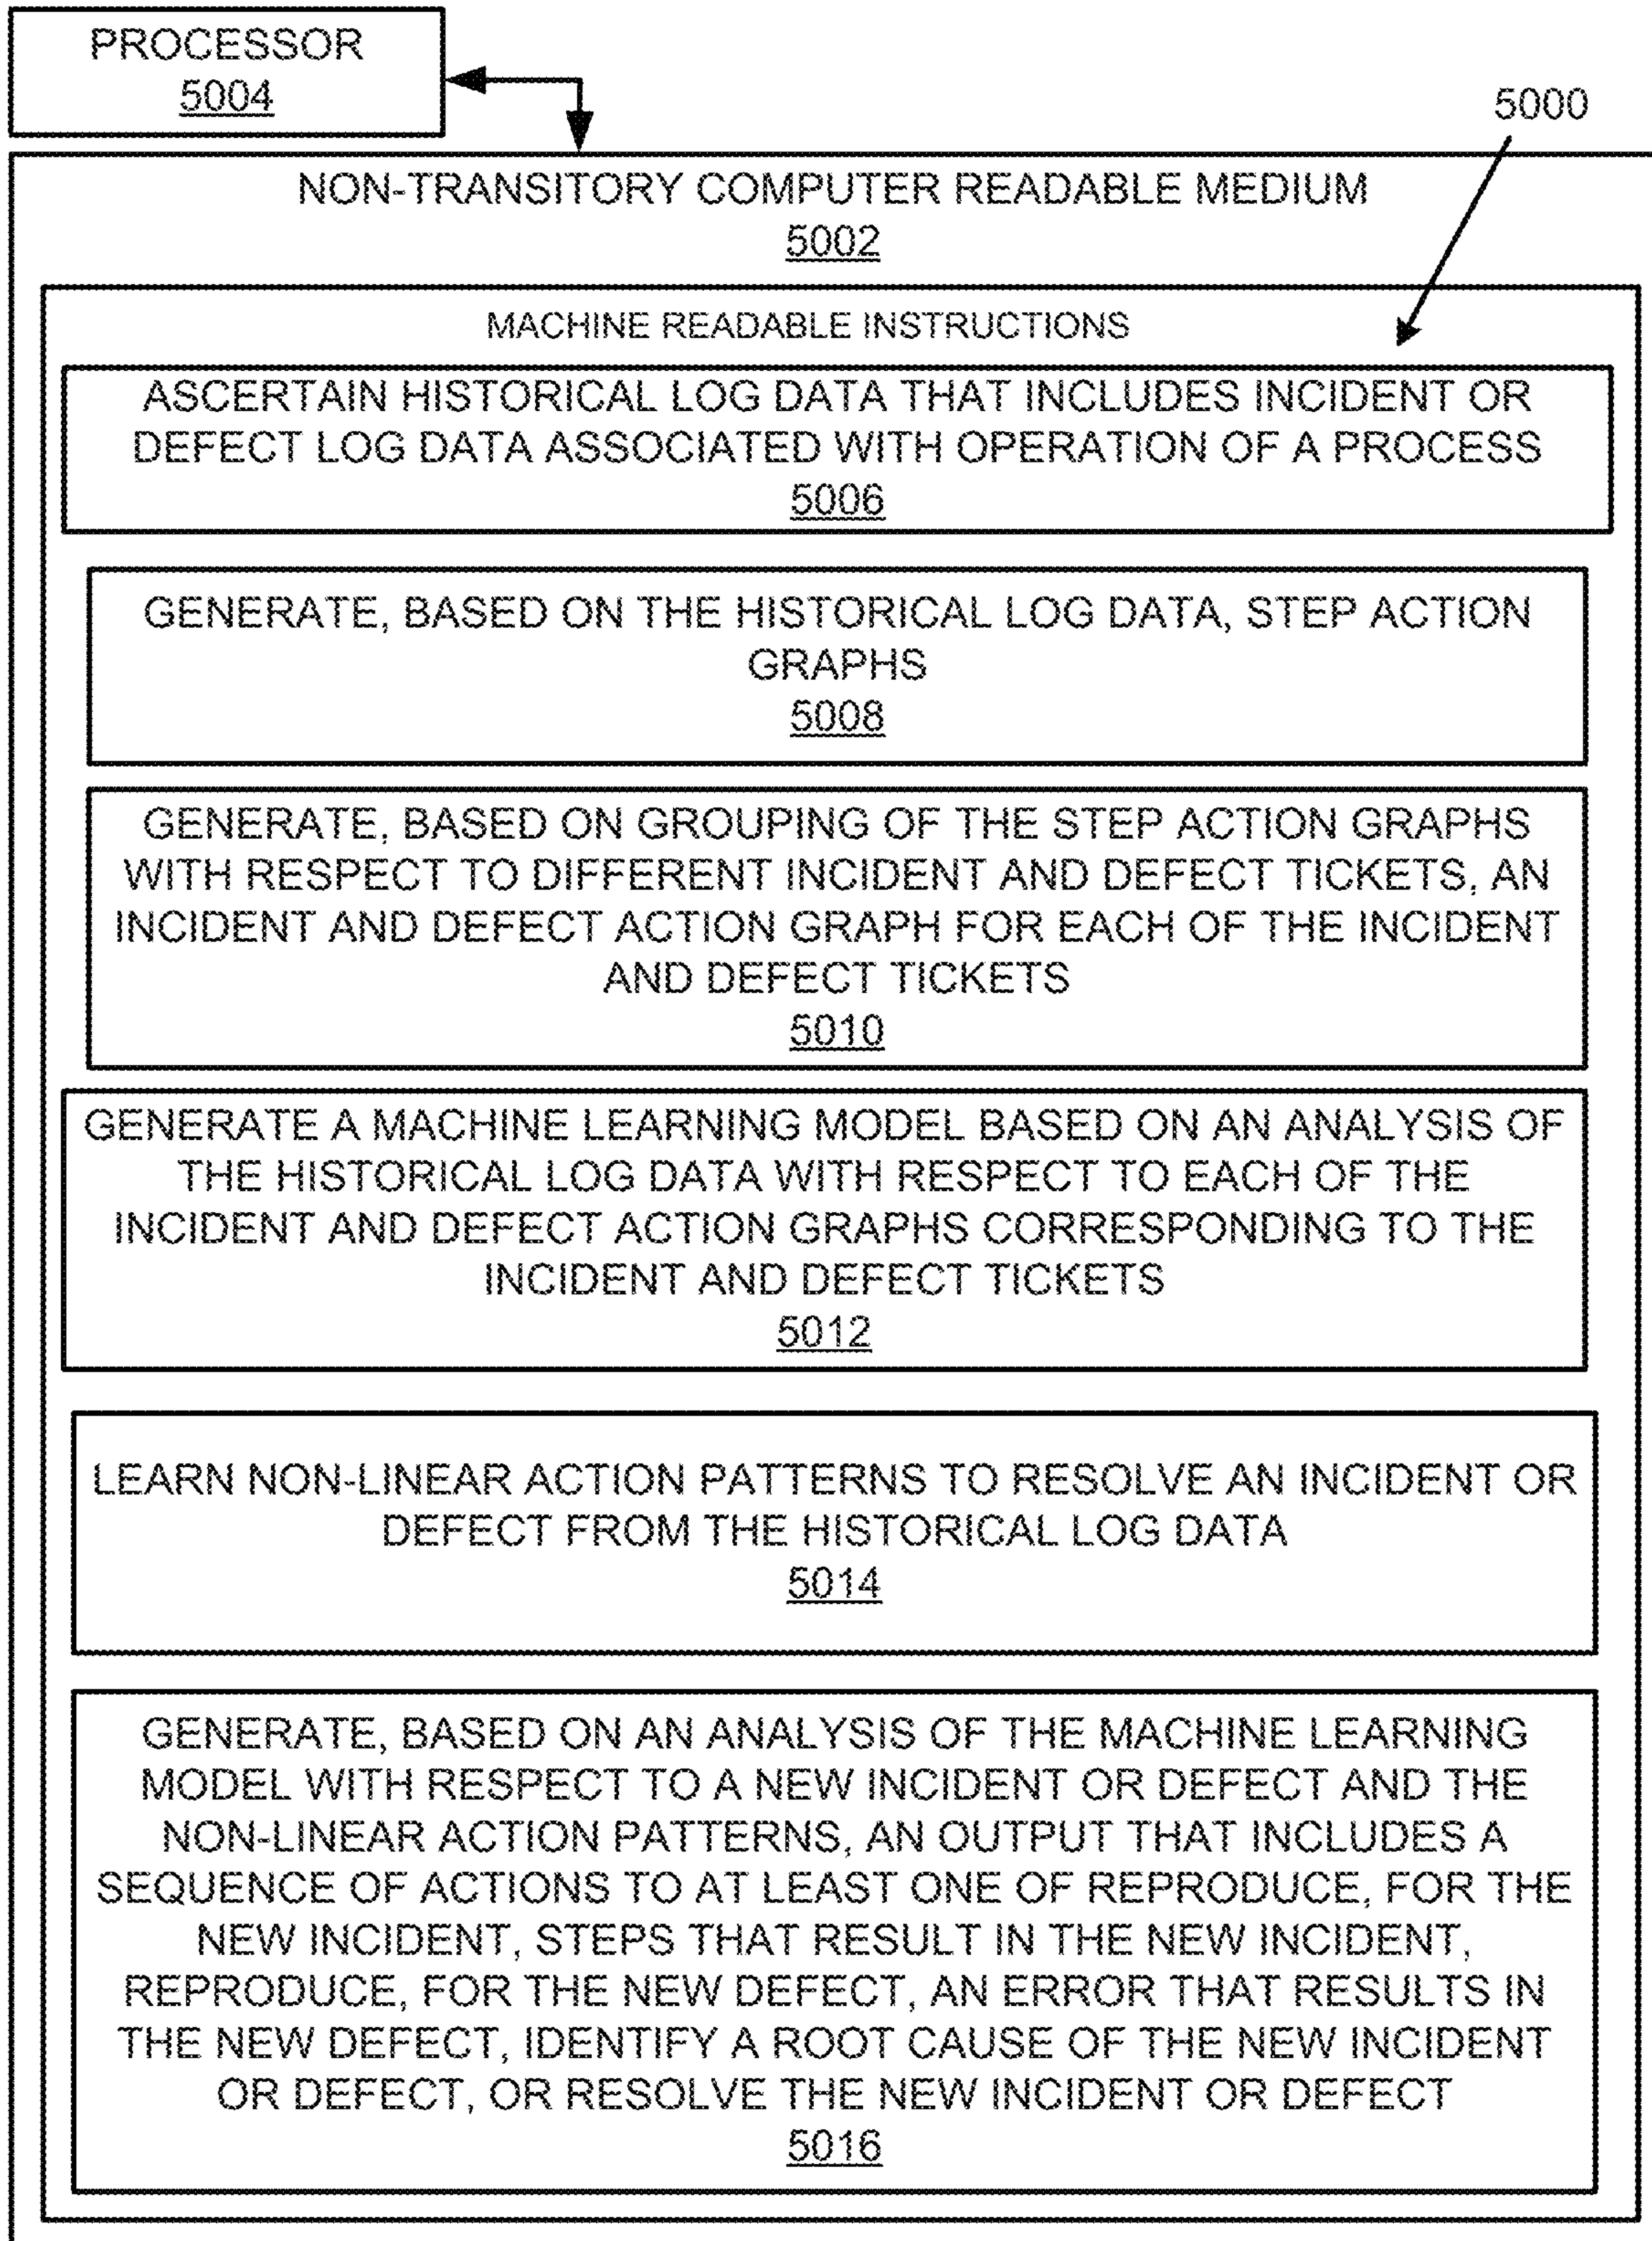 PROCESSOR
5004
5000
NON-TRANSITORY COMPUTER READABLE MEDIUM
5002
MACHINE READABLE INSTRUCTIONS
ASCERTAIN HISTORICAL LOG DATA THAT INCLUDES INCIDENT OR
DEFECT LOG DATA ASSOCIATED WITH OPERATION OF A PROCESS
5006
GENERATE, BASED ON THE HISTORICAL LOG DATA, STEP ACTION
GRAPHS
5008
GENERATE, BASED ON GROUPING OF THE STEP ACTION GRAPHS
WITH RESPECT TO DIFFERENT INCIDENT AND DEFECT TICKETS, AN
INCIDENT AND DEFECT ACTION GRAPH FOR EACH OF THE INCIDENT
AND DEFECT TICKETS
5010
GENERATE A MACHINE LEARNING MODEL BASED ON AN ANALYSIS OF
THE HISTORICAL LOG DATA WITH RESPECT TO EACH OF THE
INCIDENT AND DEFECT ACTION GRAPHS CORRESPONDING TO THE
INCIDENT AND DEFECT TICKETS
5012
LEARN NON-LINEAR ACTION PATTERNS TO RESOLVE AN INCIDENT OR
DEFECT FROM THE HISTORICAL LOG DATA
5014
GENERATE, BASED ON AN ANALYSIS OF THE MACHINE LEARNING
MODEL WITH RESPECT TO A NEW INCIDENT OR DEFECT AND THE
NON-LINEAR ACTION PATTERNS, AN OUTPUT THAT INCLUDES A
SEQUENCE OF ACTIONS TO AT LEAST ONE OF REPRODUCE, FOR THE
NEW INCIDENT, STEPS THAT RESULT IN THE NEW INCIDENT,
REPRODUCE, FOR THE NEW DEFECT, AN ERROR THAT RESULTS IN
THE NEW DEFECT, IDENTIFY A ROOT CAUSE OF THE NEW INCIDENT
OR DEFECT, OR RESOLVE THE NEW INCIDENT OR DEFECT
5016